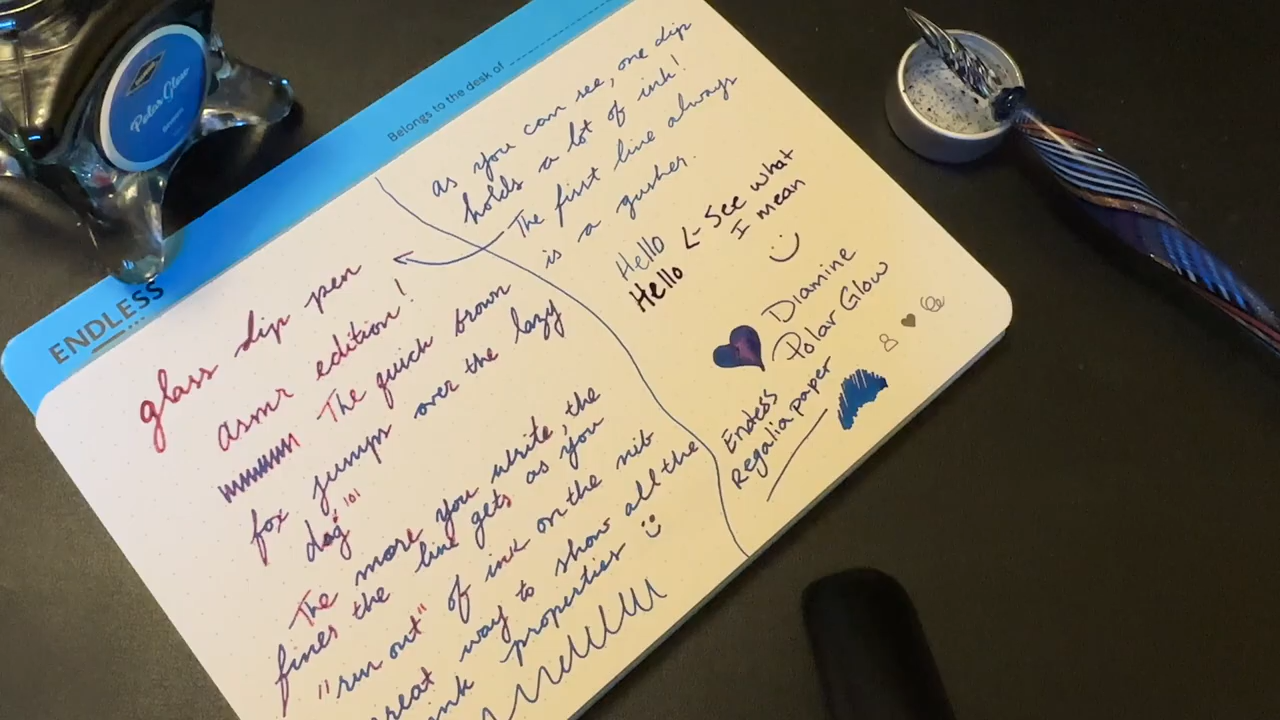 Polar Glow
Belongs to the desk of
ENDLESS
glass dip pen
asmr edition!
The quick brown
fox jumps over the lazy
dog
The more you write, the
fines the line gets as you
"run out" of ink on the nib
great way to show all the
ink properties
as you can see, one dip
holds a lot of ink!
The first line always
is a gusher.
Hello <- See what
Hello I mean
Diamine
Polar Glow
Endess
Regalia paper